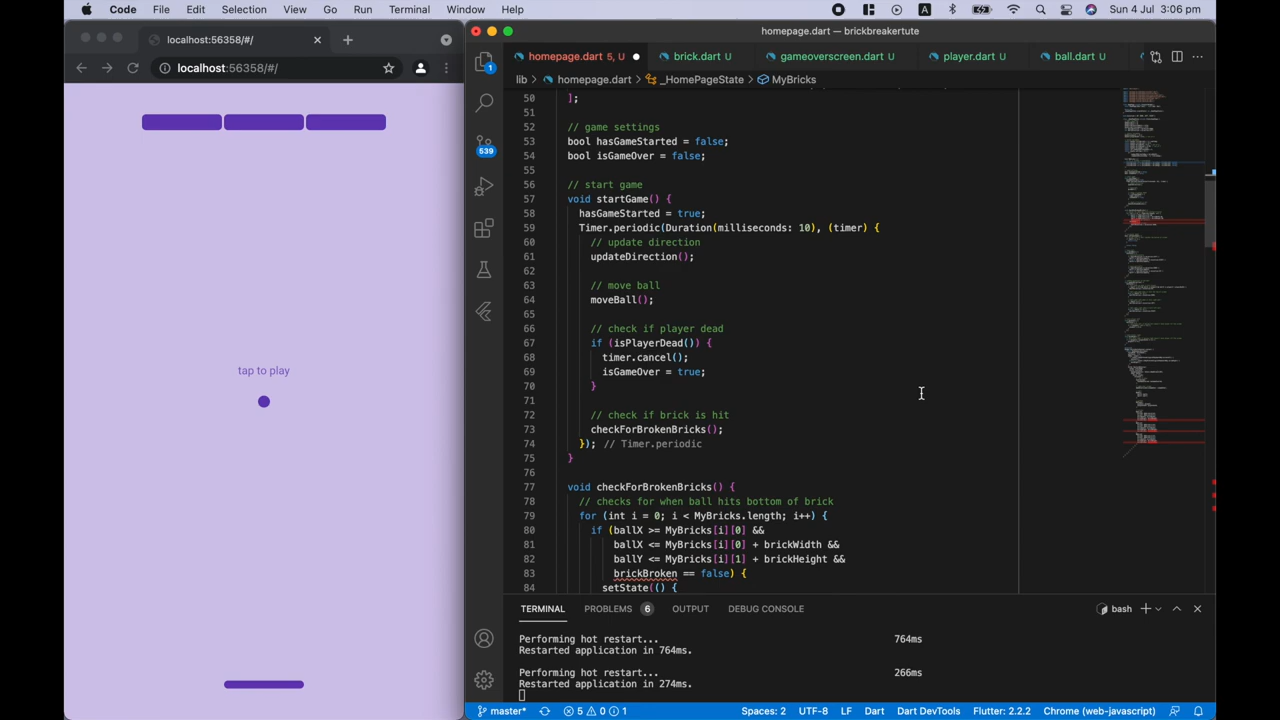 Code File Edit Selection View Go Run Terminal Window Help A Sun 4 Jul 3:06 pm
localhost:56358/#/
homepage.dart — brickbreakertute
localhost:56358/#/
homepage.dart 5, U brick.dart U gameoverscreen.dart U player.dart U ball.dart U
lib › homepage.dart › _HomePageState › MyBricks
1
539
50 ];
51
52 // game settings
53 bool hasGameStarted = false;
54 bool isGameOver = false;
55
56 // start game
57 void startGame() {
58 hasGameStarted = true;
59 Timer.periodic(Duration(milliseconds: 10), (timer) {
60 // update direction
61 updateDirection();
62
63 // move ball
64 moveBall();
65
66 // check if player dead
67 if (isPlayerDead()) {
68 timer.cancel();
69 isGameOver = true;
70 }
71
72 // check if brick is hit
73 checkForBrokenBricks();
74 }); // Timer.periodic
75 }
76
77 void checkForBrokenBricks() {
78 // checks for when ball hits bottom of brick
79 for (int i = 0; i < MyBricks.length; i++) {
80 if (ballX >= MyBricks[i][0] &&
81 ballX <= MyBricks[i][0] + brickWidth &&
82 ballY <= MyBricks[i][1] + brickHeight &&
83 brickBroken == false) {
84 setState(() {
tap to play
TERMINAL PROBLEMS 6 OUTPUT DEBUG CONSOLE bash
Performing hot restart... 764ms
Restarted application in 764ms.
Performing hot restart... 266ms
Restarted application in 274ms.
master* 5 0 1 Spaces: 2 UTF-8 LF Dart Dart DevTools Flutter: 2.2.2 Chrome (web-javascript)